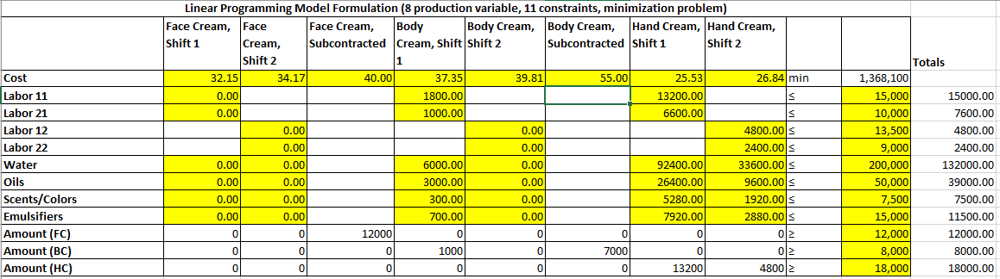 Linear Programming Model Formulation (8 production variable, 11 constraints, minimization problem)
Face Cream, Shift 1 Face Cream, Shift 2 Face Cream, Subcontracted Body Cream, Shift 1 Body Cream, Shift 2 Body Cream, Subcontracted Hand Cream, Shift 1 Hand Cream, Shift 2 Totals
Cost 32.15 34.17 40.00 37.35 39.81 55.00 25.53 26.84 min 1,368,100
Labor 11 0.00 1800.00 13200.00 ≤ 15,000 15000.00
Labor 21 0.00 1000.00 6600.00 ≤ 10,000 7600.00
Labor 12 0.00 0.00 4800.00 ≤ 13,500 4800.00
Labor 22 0.00 0.00 2400.00 ≤ 9,000 2400.00
Water 0.00 0.00 6000.00 0.00 92400.00 33600.00 ≤ 200,000 132000.00
Oils 0.00 0.00 3000.00 0.00 26400.00 9600.00 ≤ 50,000 39000.00
Scents/Colors 0.00 0.00 300.00 0.00 5280.00 1920.00 ≤ 7,500 7500.00
Emulsifiers 0.00 0.00 700.00 0.00 7920.00 2880.00 ≤ 15,000 11500.00
Amount (FC) 0 0 12000 0 0 0 0 0 ≥ 12,000 12000.00
Amount (BC) 0 0 0 1000 0 7000 0 0 ≥ 8,000 8000.00
Amount (HC) 0 0 0 0 0 0 13200 4800 ≥ 18,000 18000.00